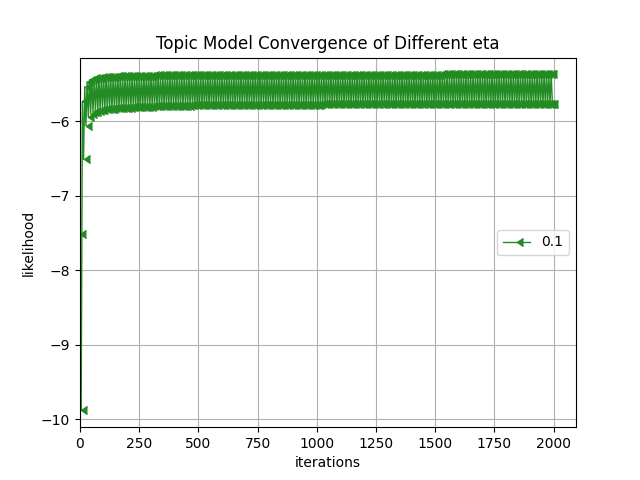 Topic Model Convergence of Different eta
likelihood
−6
−7
−8
−9
−10
0.1
0 250 500 750 1000 1250 1500 1750 2000
iterations